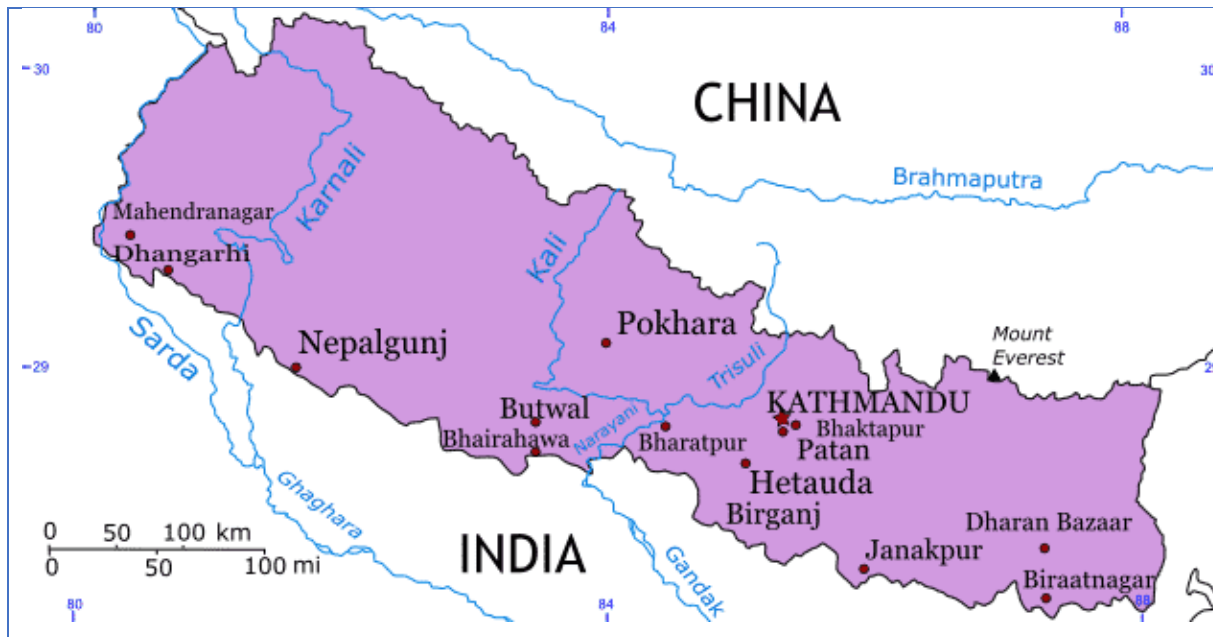 80 84 88
30 30
CHINA
Karnali
Brahmaputra
Mahendranagar
Kali
Dhangarhi
Sarda
Pokhara
Nepalgunj
Mount
Everest
Trisuli
29 29
KATHMANDU
Butwal
Narayani
Bhaktapur
Bhairahawa
Bharatpur
Patan
Hetauda
Ghaghara
Birganj
0 50 100 km
Dharan Bazaar
INDIA
Janakpur
Gandak
0 50 100 mi
Biraatnagar
80 84 88